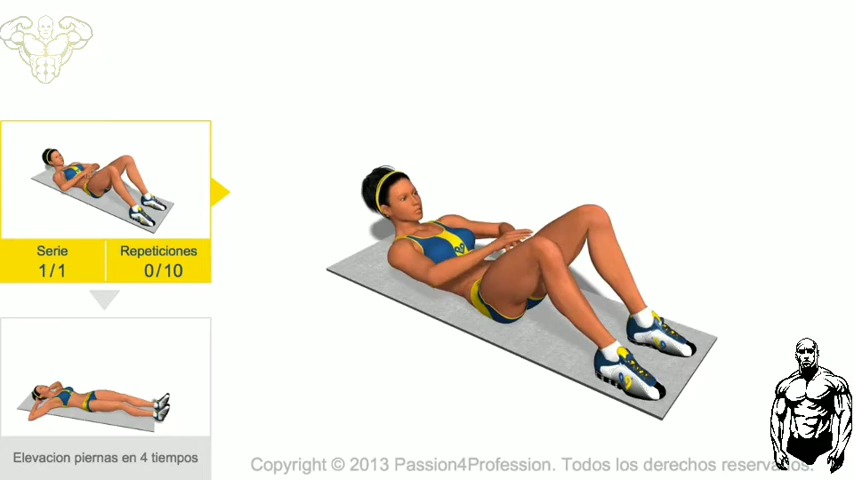 Serie
1/1
Repeticiones
0/10
Elevacion piernas en 4 tiempos
Copyright © 2013 Passion4Profession. Todos los derechos reservados.